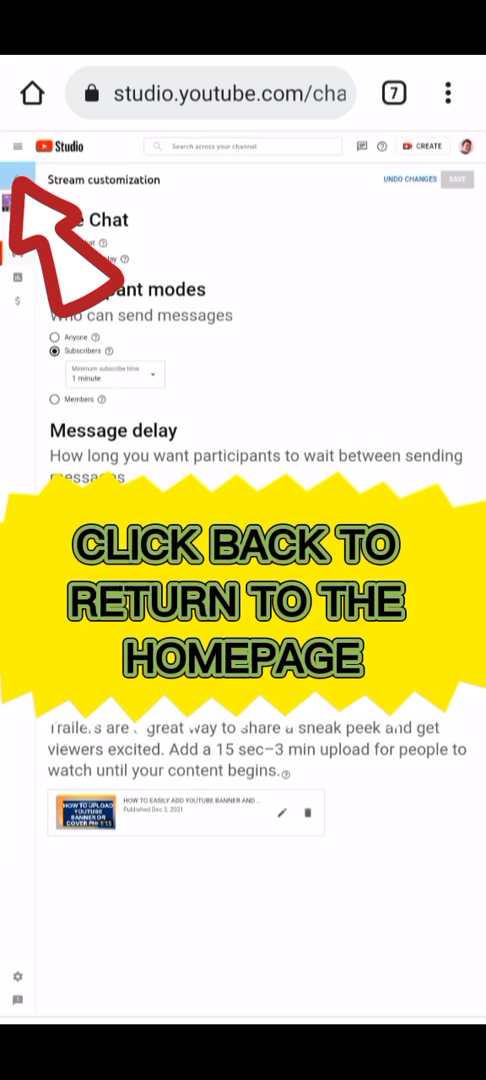 studio.youtube.com/cha
7
Studio
Search across your channel
CREATE
Stream customization
UNDO CHANGES
SAVE
Chat
ant modes
can send messages
Anyone
Subscribers
Minimum subscribe time
1 minute
Members
Message delay
How long you want participants to wait between sending
CLICK BACK TO
RETURN TO THE
HOMEPAGE
Trailers are a great way to share a sneak peek and get
viewers excited. Add a 15 sec–3 min upload for people to
watch until your content begins.
HOW TO UPLOAD
YOUTUBE
BANNER OR
COVER
HOW TO EASILY ADD YOUTUBE BANNER AND ...
Published Dec 3, 2021